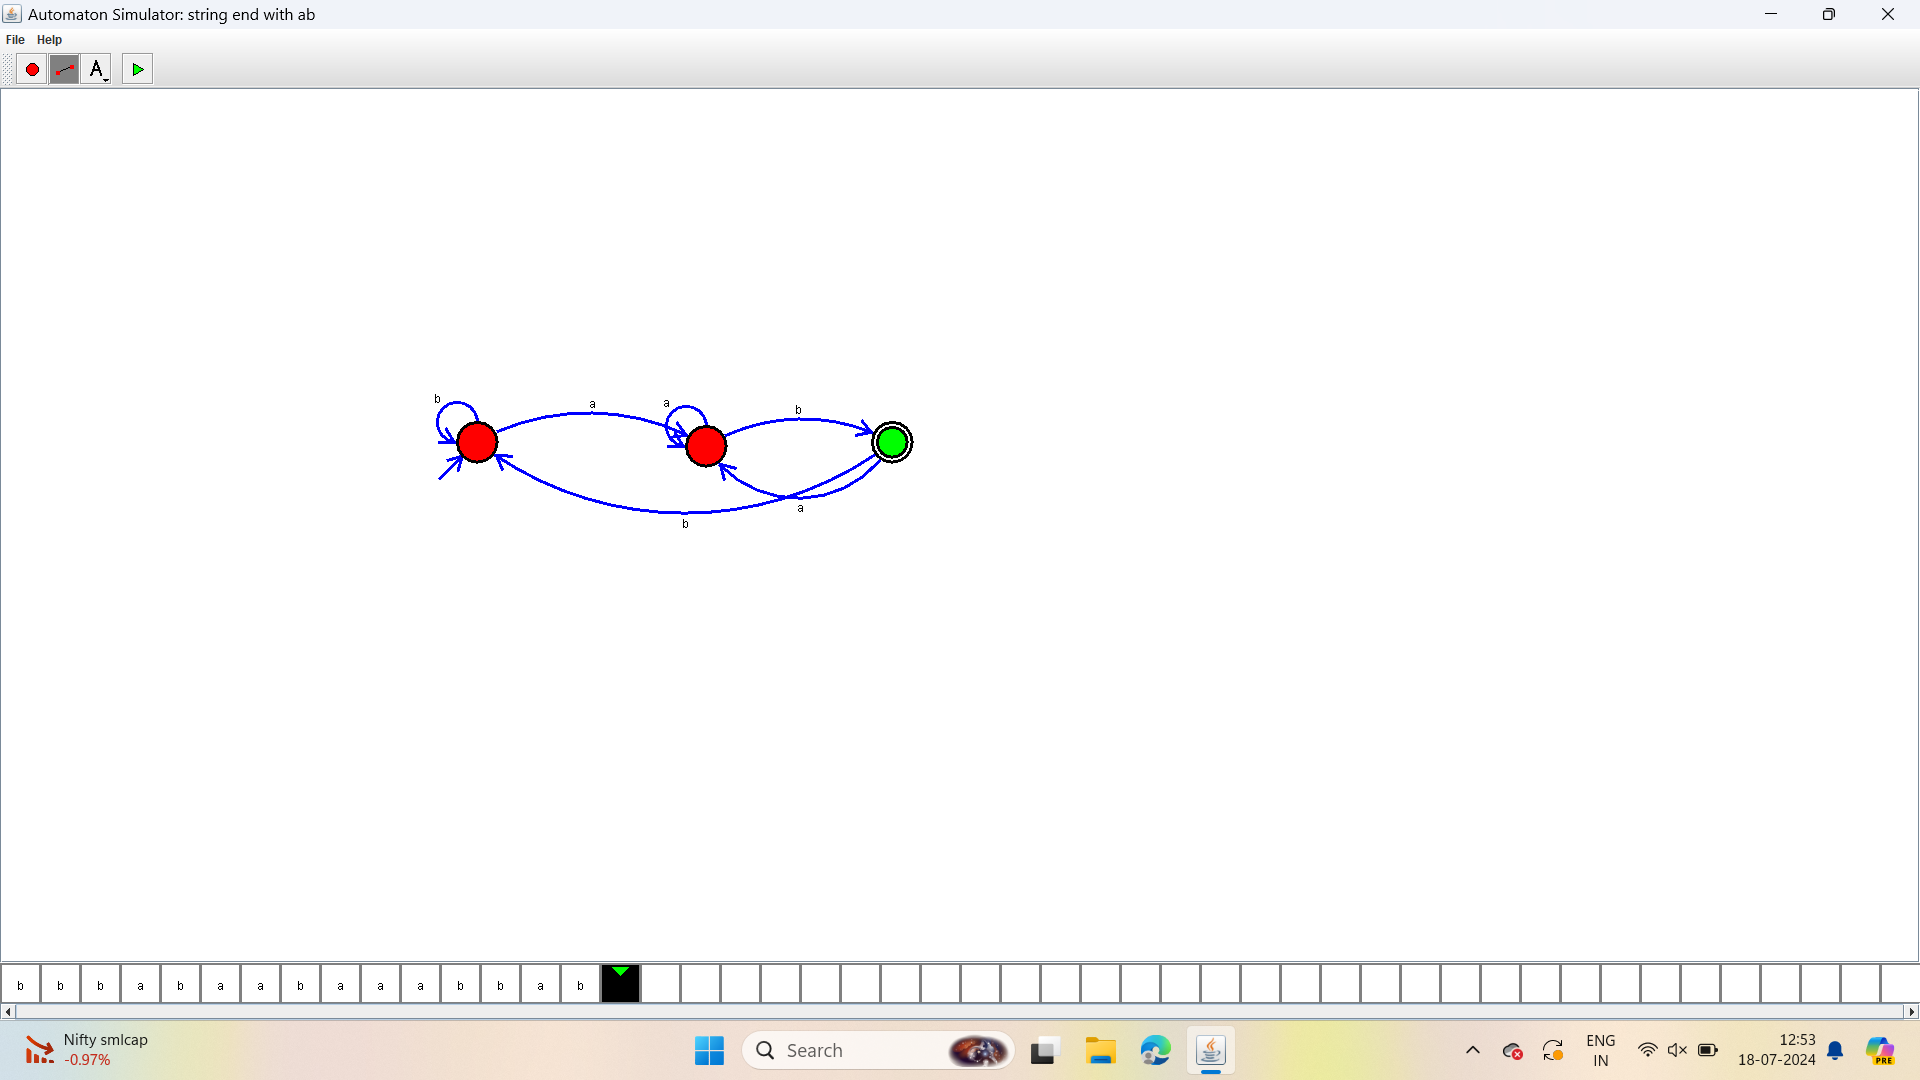 Automaton Simulator: string end with ab
File Help
A
b
a
a
b
a
b
b b b a b a a b a a a b b a b
Nifty smlcap
-0.97%
Search
ENG
IN
12:53
18-07-2024
PRE